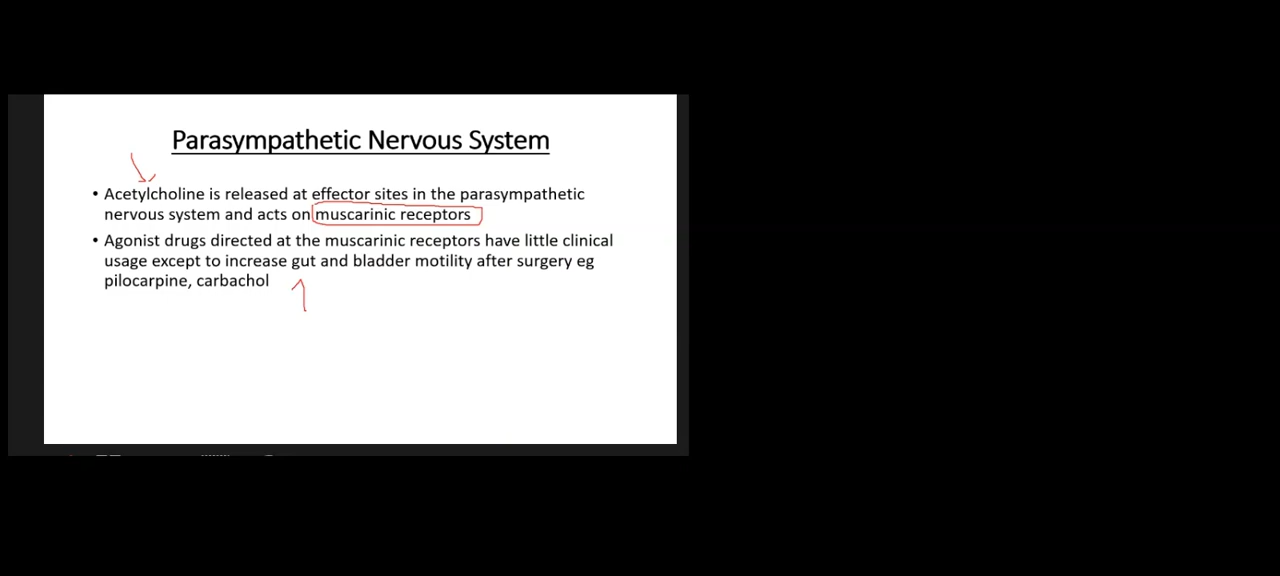 Parasympathetic Nervous System
• Acetylcholine is released at effector sites in the parasympathetic
nervous system and acts on muscarinic receptors
• Agonist drugs directed at the muscarinic receptors have little clinical
usage except to increase gut and bladder motility after surgery eg
pilocarpine, carbachol